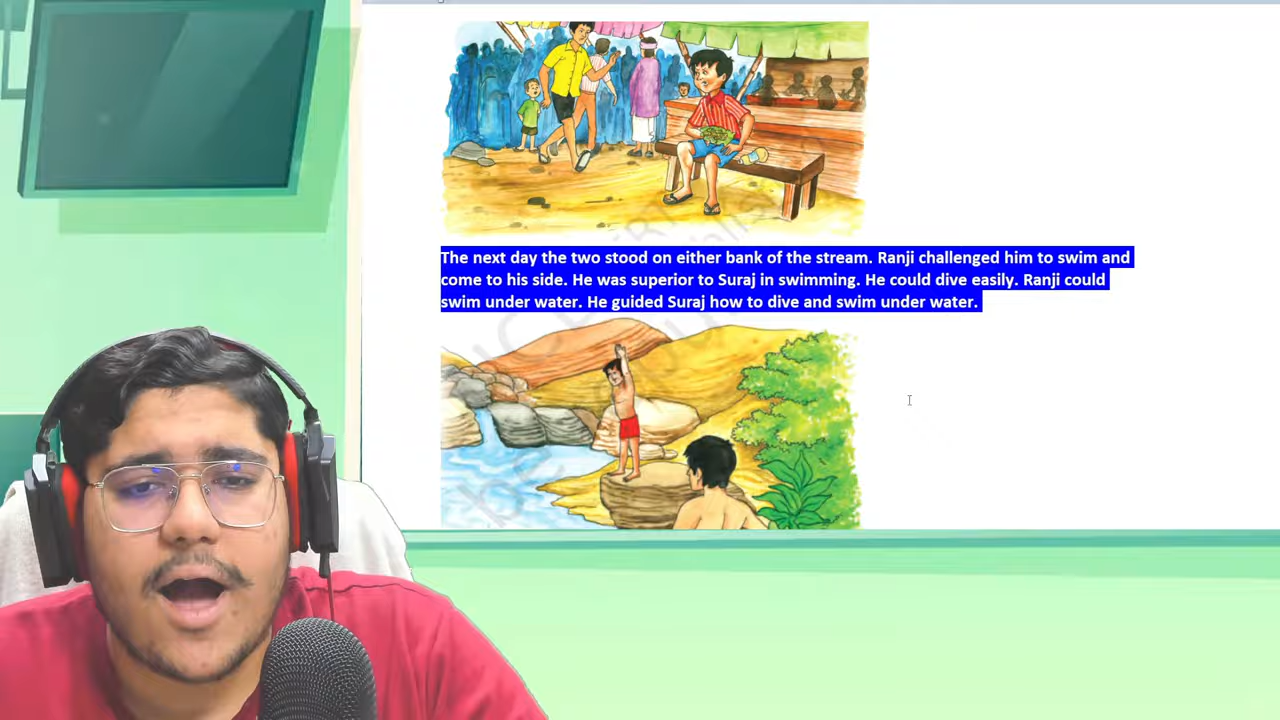 The next day the two stood on either bank of the stream. Ranji challenged him to swim and
come to his side. He was superior to Suraj in swimming. He could dive easily. Ranji could
swim under water. He guided Suraj how to dive and swim under water.